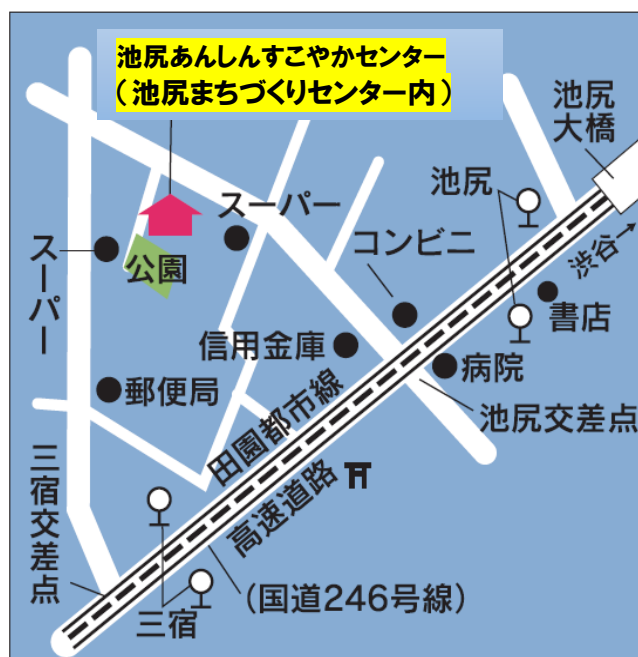 池尻あんしんすこやかセンター
(池尻まちづくりセンター内)
池尻
大橋
池尻
スーパー
コンビニ
渋谷→
スーパー
公園
書店
信用金庫
病院
郵便局
池尻交差点
田園都市線
高速道路
三宿交差点
(国道246号線)
三宿